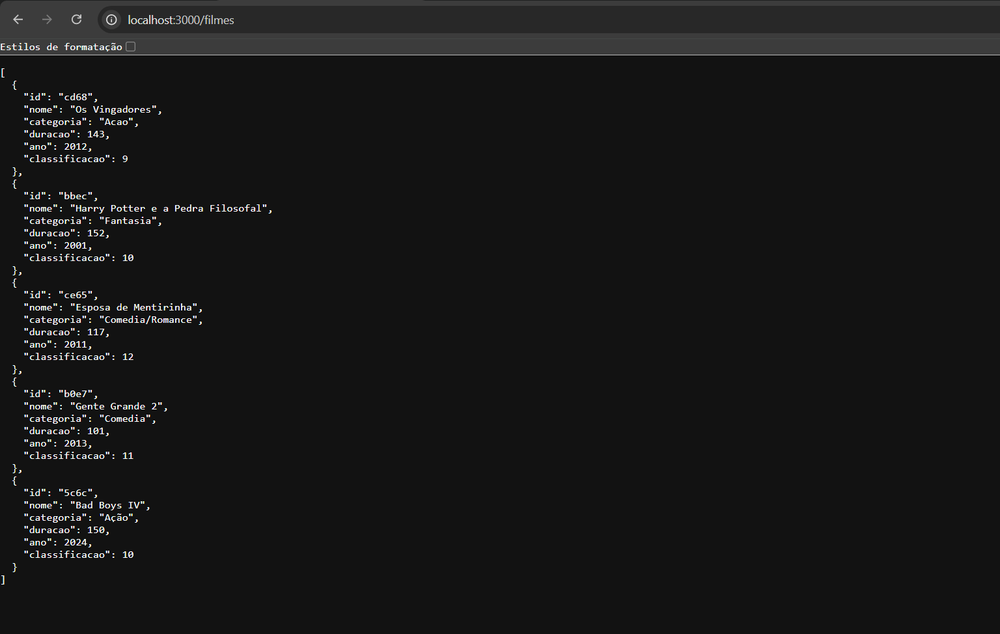 localhost:3000/filmes
Estilos de formatação
[
  {
    "id": "cd68",
    "nome": "Os Vingadores",
    "categoria": "Acao",
    "duracao": 143,
    "ano": 2012,
    "classificacao": 9
  },
  {
    "id": "bbec",
    "nome": "Harry Potter e a Pedra Filosofal",
    "categoria": "Fantasia",
    "duracao": 152,
    "ano": 2001,
    "classificacao": 10
  },
  {
    "id": "ce65",
    "nome": "Esposa de Mentirinha",
    "categoria": "Comedia/Romance",
    "duracao": 117,
    "ano": 2011,
    "classificacao": 12
  },
  {
    "id": "b0e7",
    "nome": "Gente Grande 2",
    "categoria": "Comedia",
    "duracao": 101,
    "ano": 2013,
    "classificacao": 11
  },
  {
    "id": "5c6c",
    "nome": "Bad Boys IV",
    "categoria": "Ação",
    "duracao": 150,
    "ano": 2024,
    "classificacao": 10
  }
]